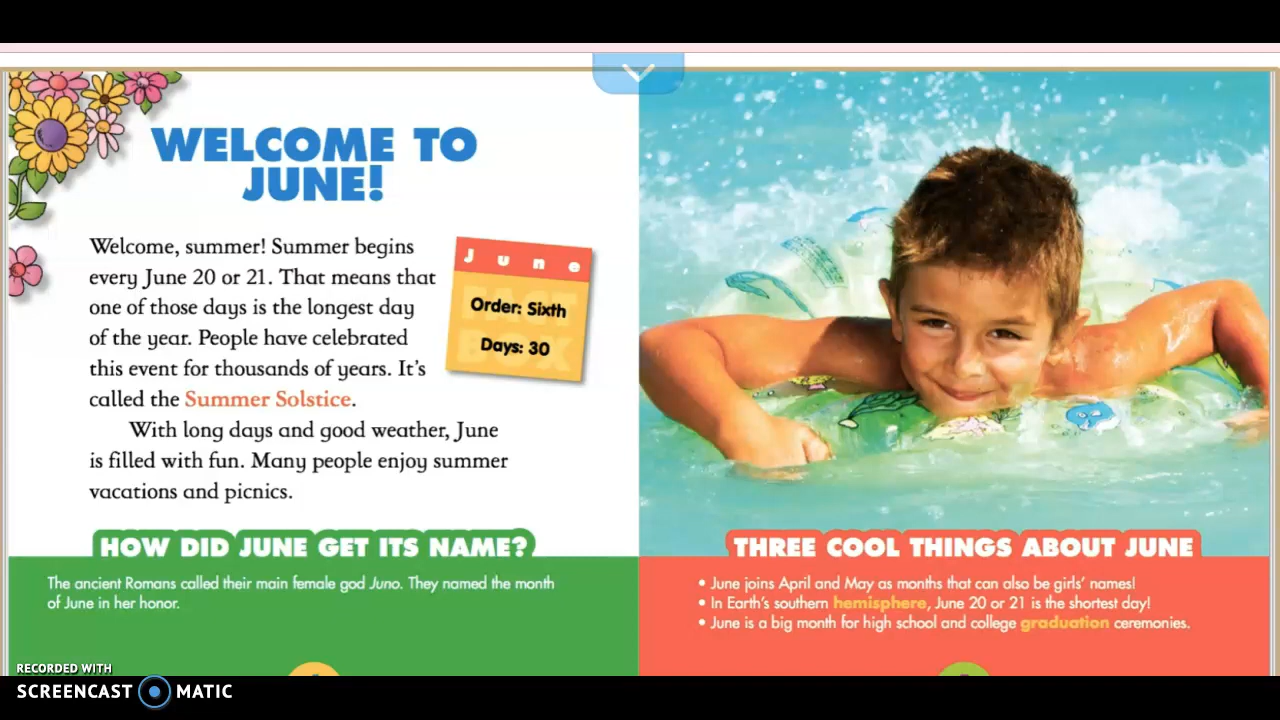 WELCOME TO
JUNE!
Welcome, summer! Summer begins
every June 20 or 21. That means that
one of those days is the longest day
of the year. People have celebrated
this event for thousands of years. It's
called the Summer Solstice.
With long days and good weather, June
is filled with fun. Many people enjoy summer
vacations and picnics.
June
FACT BOX
Order: Sixth
Days: 30
HOW DID JUNE GET ITS NAME?
The ancient Romans called their main female god Juno. They named the month
of June in her honor.
THREE COOL THINGS ABOUT JUNE
• June joins April and May as months that can also be girls' names!
• In Earth's southern hemisphere, June 20 or 21 is the shortest day!
• June is a big month for high school and college graduation ceremonies.
RECORDED WITH
SCREENCAST MATIC